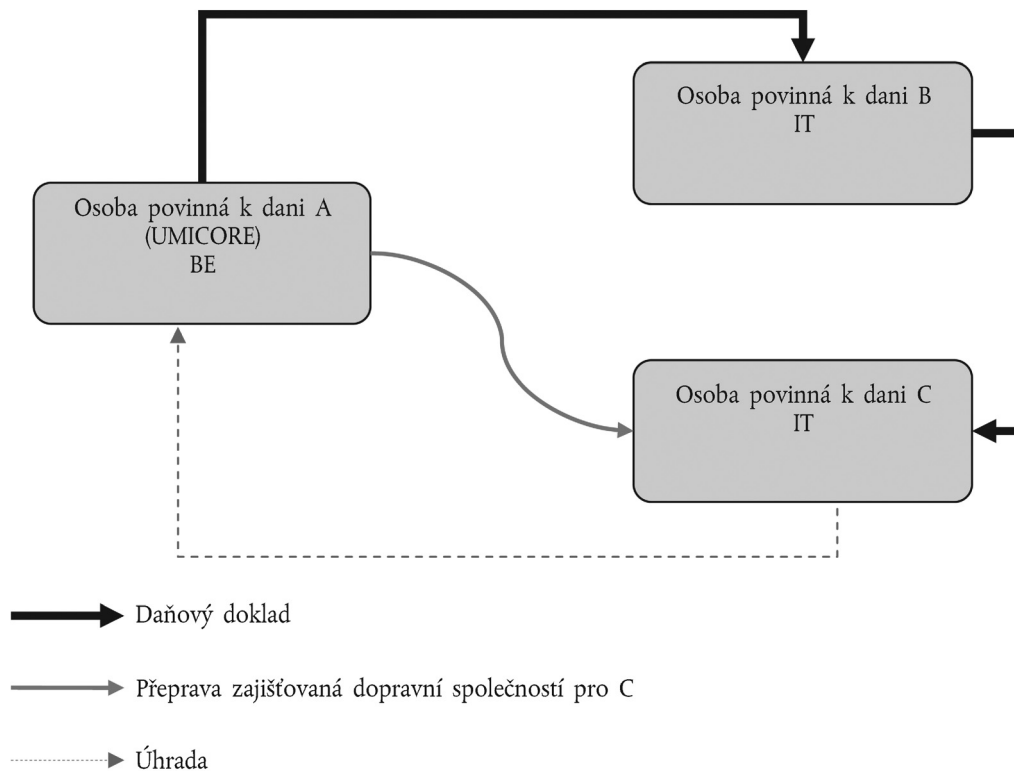 Osoba povinná k dani B
IT
Osoba povinná k dani A
(UMICORE)
BE
Osoba povinná k dani C
IT
Daňový doklad
Přeprava zajišťovaná dopravní společností pro C
Úhrada